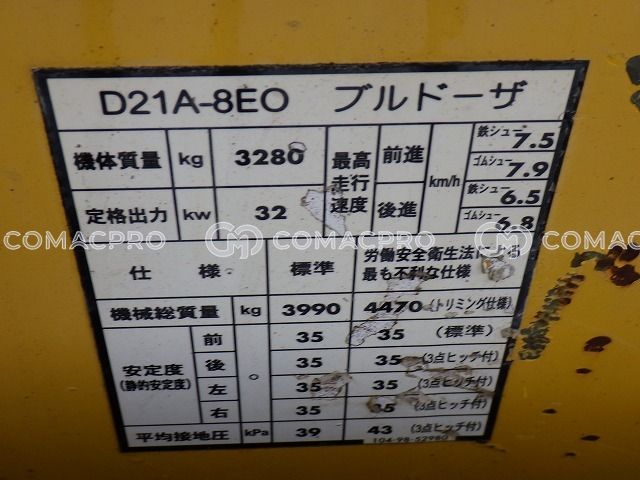 D21A-8E0 ブルドーザ
機体質量 kg 3280 最高走行速度 前進 km/h 鉄シュー 7.5
ゴムシュー 7.9
定格出力 kw 32 後進 鉄シュー 6.5
ゴムシュー 6.8
COMACPRO COMACPRO COMACPRO
仕様 標準 労働安全衛生法
最も不利な仕様
機械総質量 kg 3990 4470 (トリミング仕様)
安定度 (静的安定度) 前 ° 35 35 (標準)
後 35 35 (3点ヒッチ付)
左 35 35 (3点ヒッチ付)
右 35 35 (3点ヒッチ付)
平均接地圧 kPa 39 43 (3点ヒッチ付)
104-98-52980